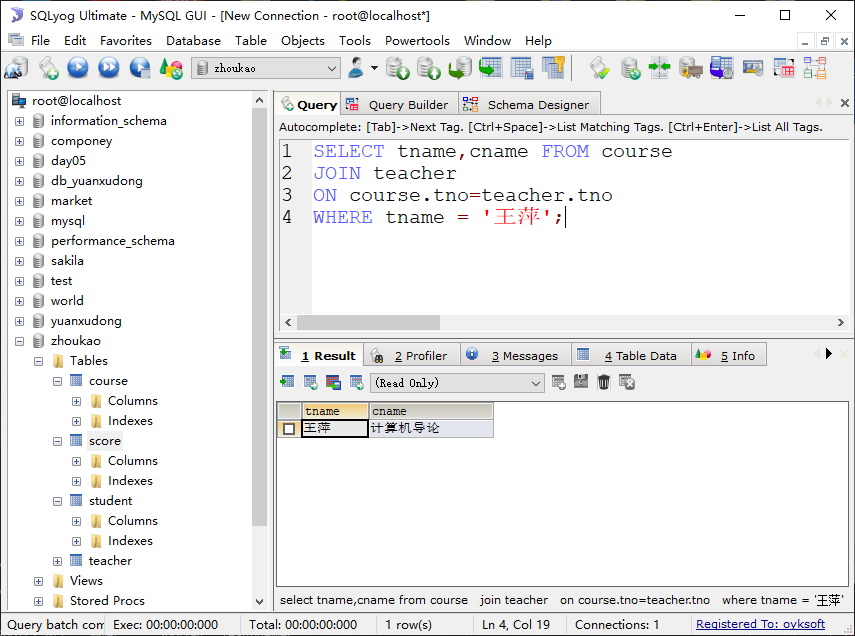 SQLyog Ultimate - MySQL GUI - [New Connection - root@localhost*]
File Edit Favorites Database Table Objects Tools Powertools Window Help
zhoukao
root@localhost
information_schema
componey
day05
db_yuanxudong
market
mysql
performance_schema
sakila
test
world
yuanxudong
zhoukao
Tables
course
Columns
Indexes
score
Columns
Indexes
student
Columns
Indexes
teacher
Views
Stored Procs
Query Query Builder Schema Designer
Autocomplete: [Tab]->Next Tag. [Ctrl+Space]->List Matching Tags. [Ctrl+Enter]->List All Tags.
1 SELECT tname,cname FROM course
2 JOIN teacher
3 ON course.tno=teacher.tno
4 WHERE tname = '王萍';
1 Result 2 Profiler 3 Messages 4 Table Data 5 Info
(Read Only)
tname cname
王萍 计算机导论
select tname,cname from course join teacher on course.tno=teacher.tno where tname = '王萍'
Query batch com Exec: 00:00:00:000 Total: 00:00:00:000 1 row(s) Ln 4, Col 19 Connections: 1 Registered To: oyksoft